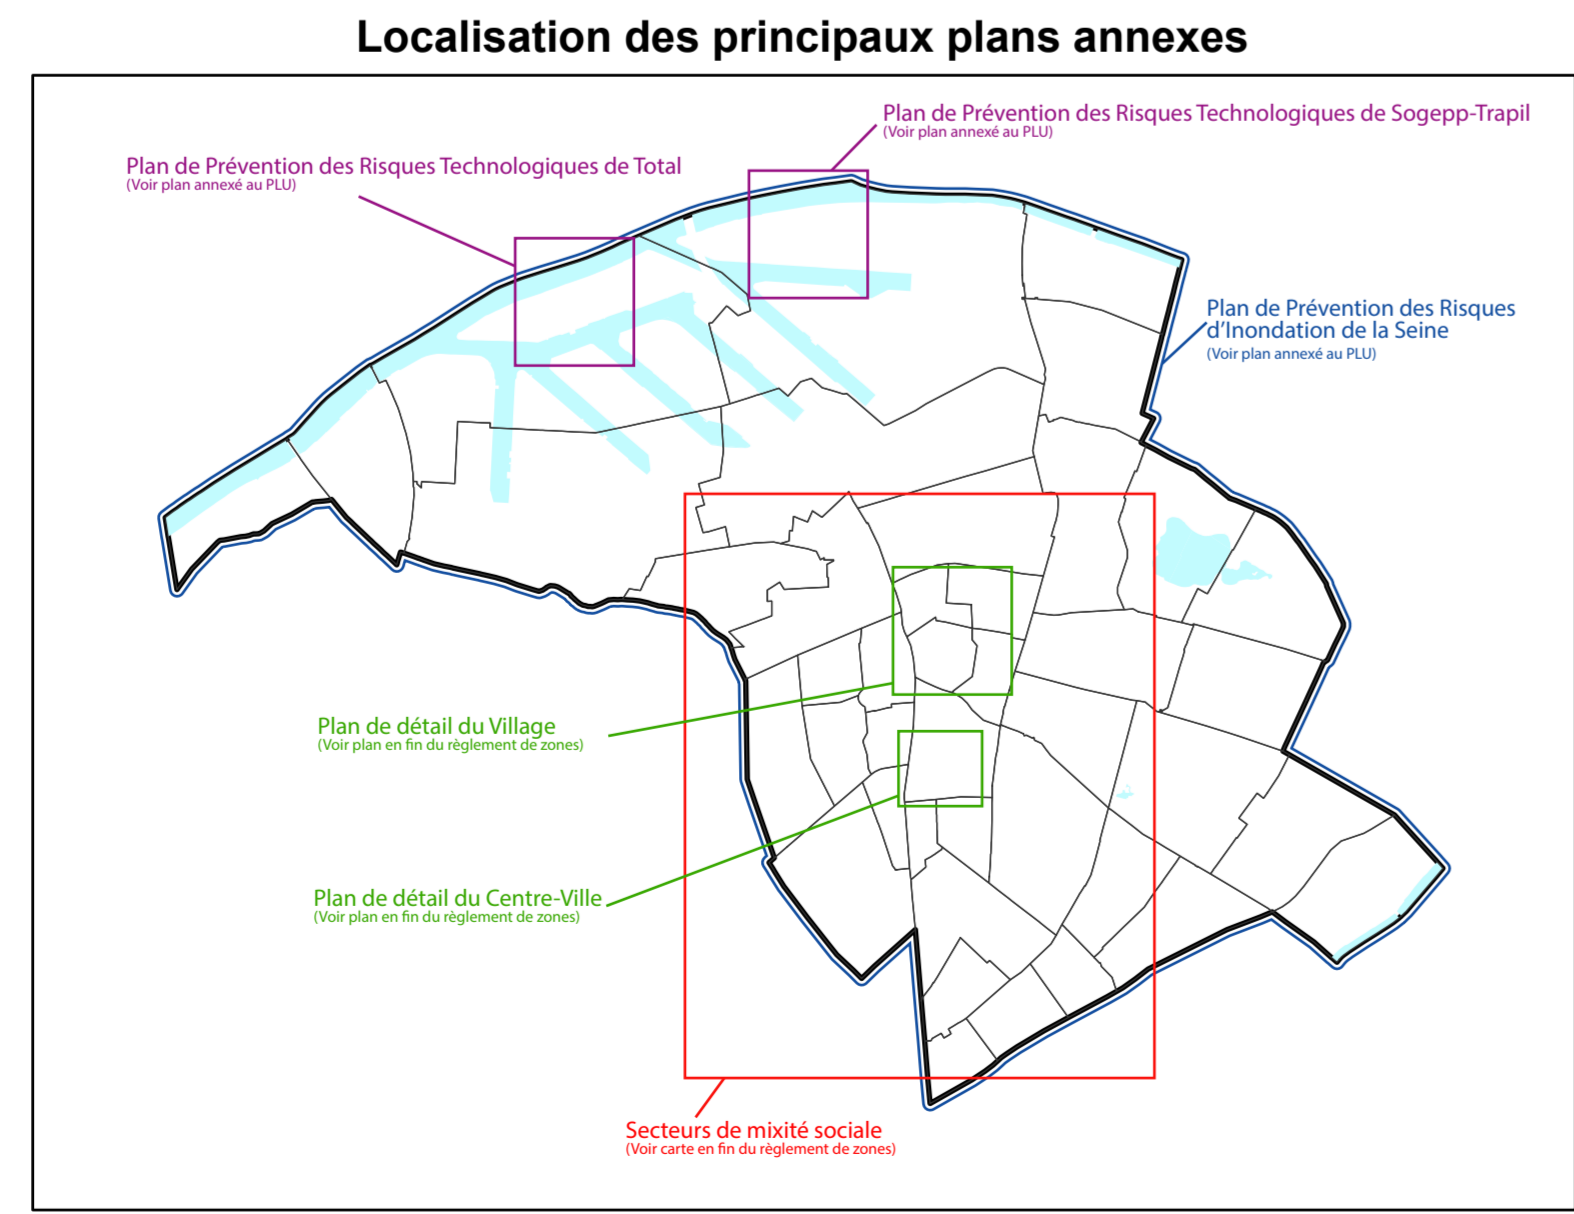 Localisation des principaux plans annexes
Plan de Prévention des Risques Technologiques de Sogepp-Trapil
(Voir plan annexé au PLU)
Plan de Prévention des Risques Technologiques de Total
(Voir plan annexé au PLU)
Plan de Prévention des Risques
d'Inondation de la Seine
(Voir plan annexé au PLU)
Plan de détail du Village
(Voir plan en fin du règlement de zones)
Plan de détail du Centre-Ville
(Voir plan en fin du règlement de zones)
Secteurs de mixité sociale
(Voir carte en fin du règlement de zones)